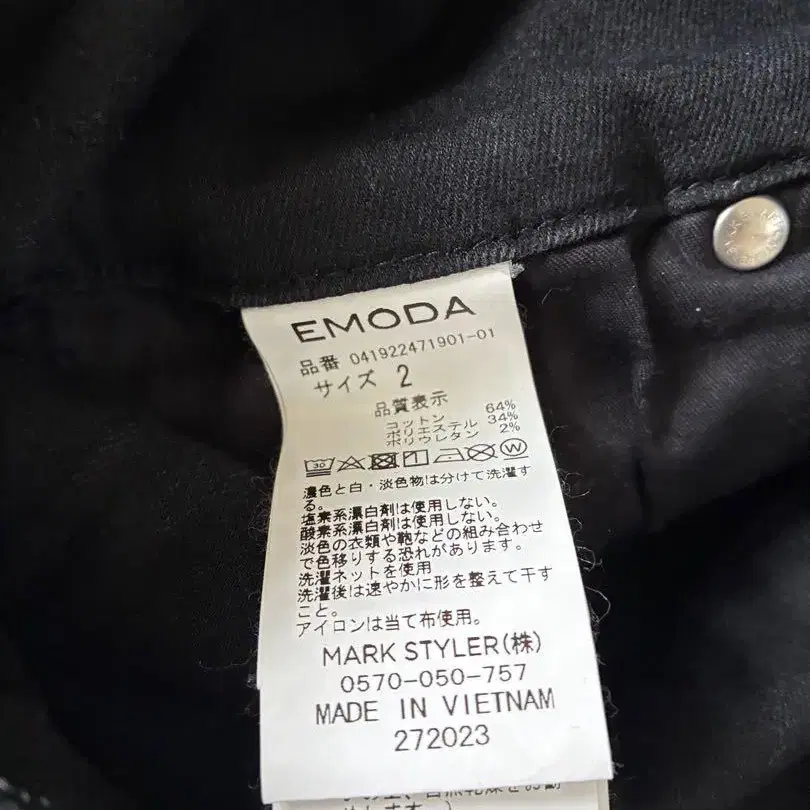 EMODA
品番 041922471901-01
サイズ 2
品質表示
コットン 64%
ポリエステル 34%
ポリウレタン 2%
30 W
濃色と白・淡色物は分けて洗濯す
る。
塩素系漂白剤は使用しない。
酸素系漂白剤は使用しない。
淡色の衣類や鞄などの組み合わせ
で色移りする恐れがあります。
洗濯ネットを使用
洗濯後は速やかに形を整えて干す
こと。
アイロンは当て布使用。
MARK STYLER(株)
0570-050-757
MADE IN VIETNAM
272023